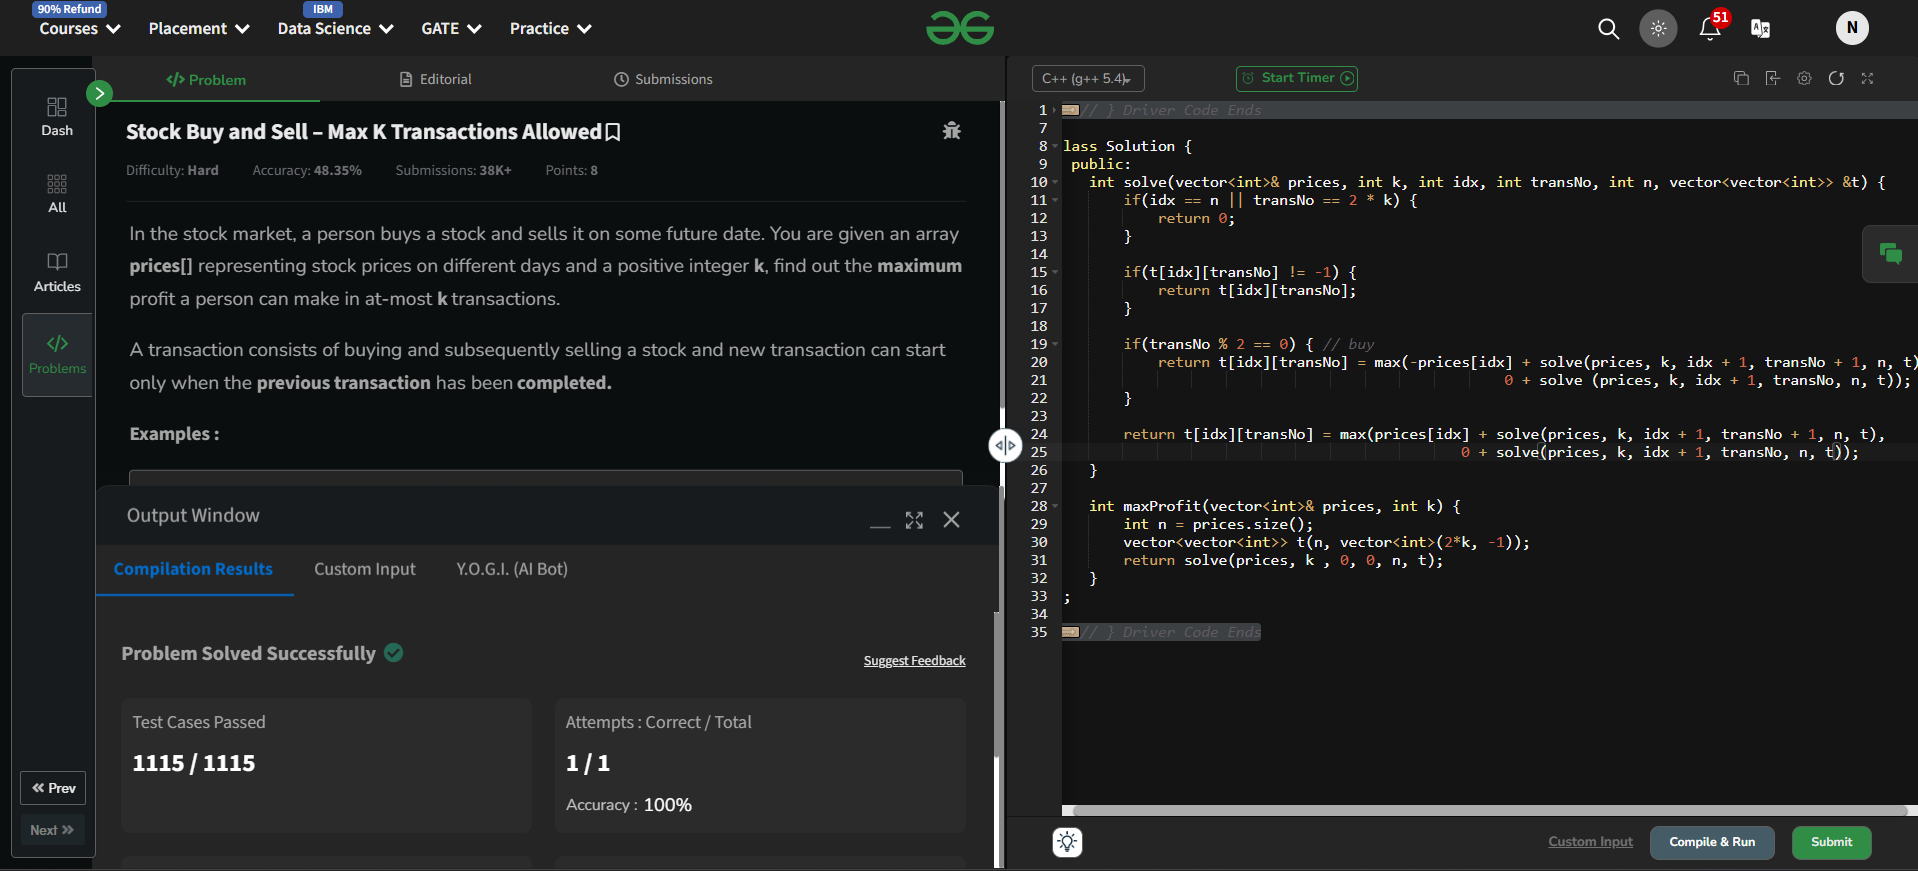 90% Refund
IBM
Courses Placement Data Science GATE Practice
51
N
Problem Editorial Submissions
Dash
All
Articles
Problems
Prev
Next
Stock Buy and Sell – Max K Transactions Allowed
Difficulty: Hard Accuracy: 48.35% Submissions: 38K+ Points: 8
In the stock market, a person buys a stock and sells it on some future date. You are given an array
prices[] representing stock prices on different days and a positive integer k, find out the maximum
profit a person can make in at-most k transactions.
A transaction consists of buying and subsequently selling a stock and new transaction can start
only when the previous transaction has been completed.
Examples :
Output Window
Compilation Results Custom Input Y.O.G.I. (AI Bot)
Problem Solved Successfully
Suggest Feedback
Test Cases Passed
1115 / 1115
Attempts : Correct / Total
1 / 1
Accuracy : 100%
C++ (g++ 5.4) Start Timer
1 // } Driver Code Ends
7
8 lass Solution {
9 public:
10 int solve(vector<int>& prices, int k, int idx, int transNo, int n, vector<vector<int>> &t) {
11 if(idx == n || transNo == 2 * k) {
12 return 0;
13 }
14
15 if(t[idx][transNo] != -1) {
16 return t[idx][transNo];
17 }
18
19 if(transNo % 2 == 0) { // buy
20 return t[idx][transNo] = max(-prices[idx] + solve(prices, k, idx + 1, transNo + 1, n, t)
21 0 + solve (prices, k, idx + 1, transNo, n, t));
22 }
23
24 return t[idx][transNo] = max(prices[idx] + solve(prices, k, idx + 1, transNo + 1, n, t),
25 0 + solve(prices, k, idx + 1, transNo, n, t));
26 }
27
28 int maxProfit(vector<int>& prices, int k) {
29 int n = prices.size();
30 vector<vector<int>> t(n, vector<int>(2*k, -1));
31 return solve(prices, k , 0, 0, n, t);
32 }
33 ;
34
35 // } Driver Code Ends
Custom Input Compile & Run Submit